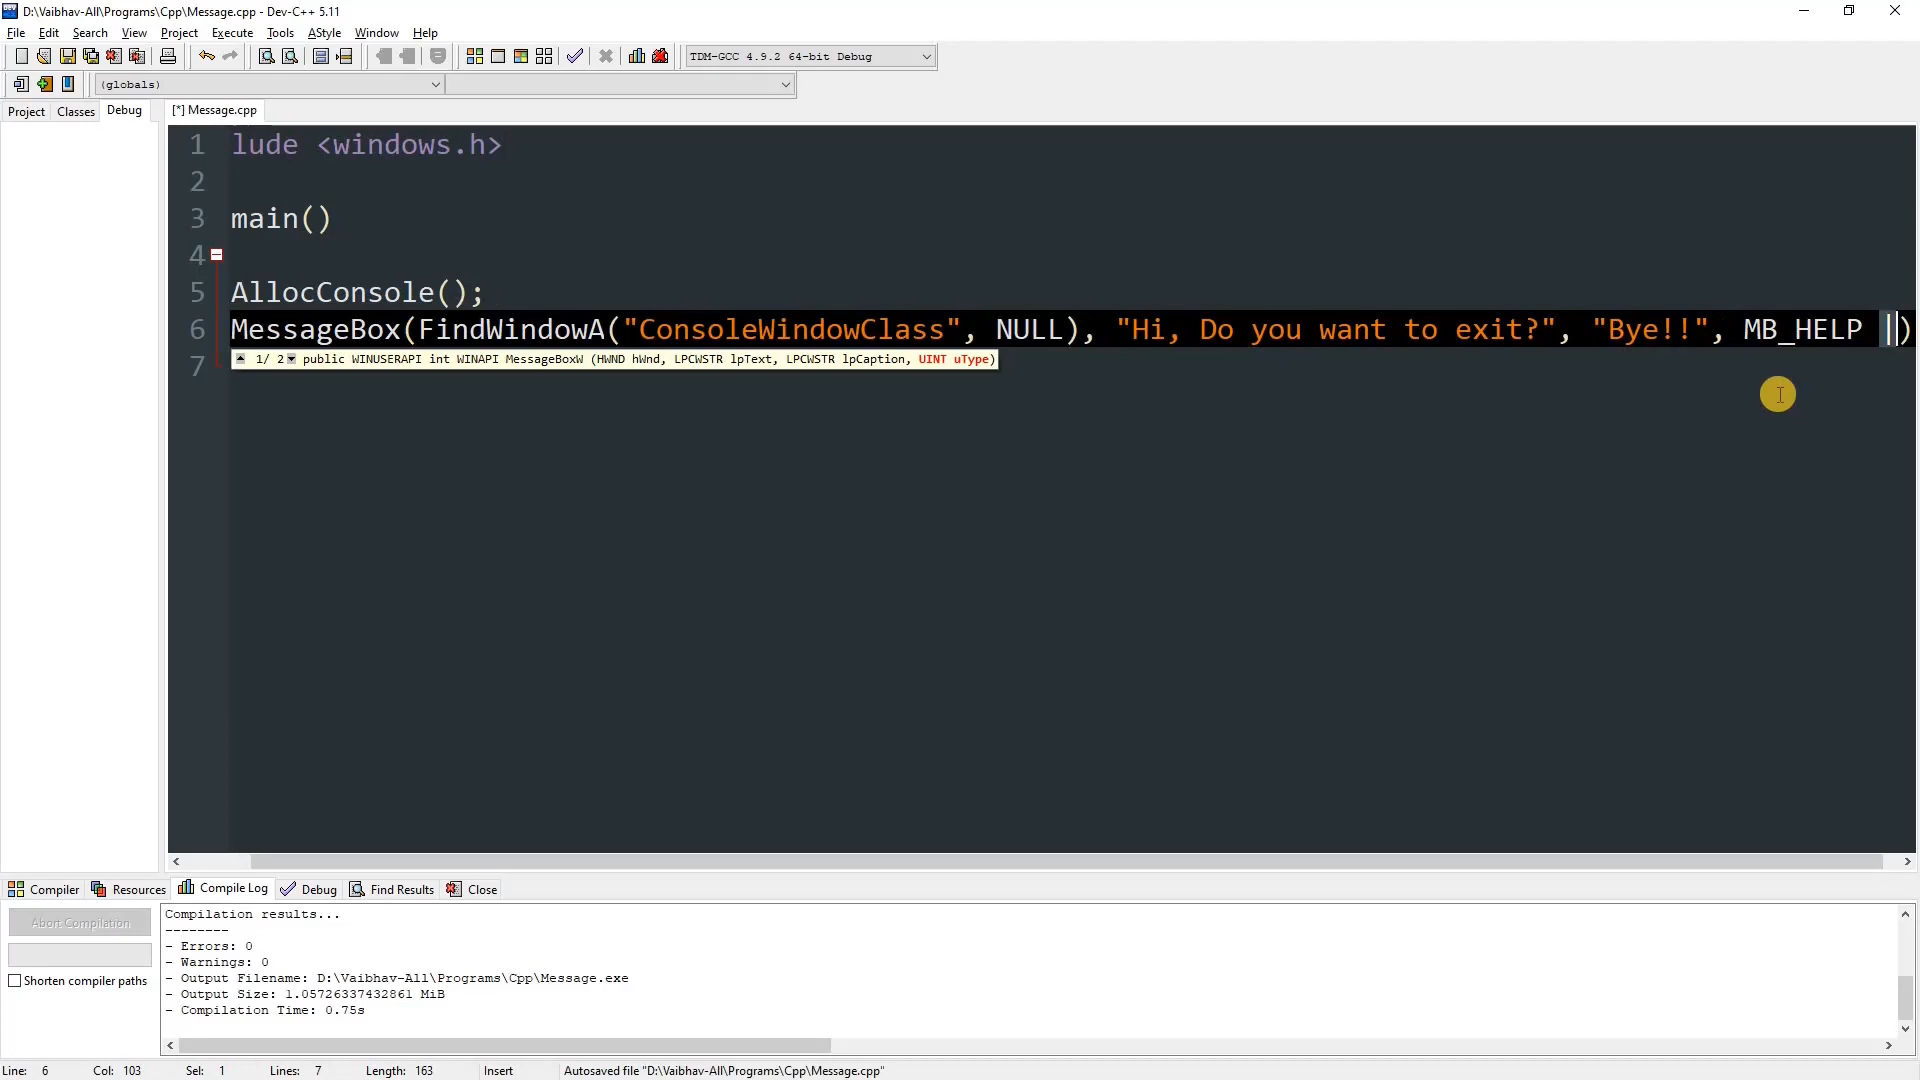 D:\Vaibhav-All\Programs\Cpp\Message.cpp - Dev-C++ 5.11
File Edit Search View Project Execute Tools AStyle Window Help
TDM-GCC 4.9.2 64-bit Debug
(globals)
Project Classes Debug [*] Message.cpp
1 lude <windows.h>
2
3 main()
4
5 AllocConsole();
6 MessageBox(FindWindowA("ConsoleWindowClass", NULL), "Hi, Do you want to exit?", "Bye!!", MB_HELP |)
1/ 2 public WINUSERAPI int WINAPI MessageBoxW (HWND hWnd, LPCWSTR lpText, LPCWSTR lpCaption, UINT uType)
7
Compiler Resources Compile Log Debug Find Results Close
Abort Compilation
Shorten compiler paths
Compilation results...
--------
- Errors: 0
- Warnings: 0
- Output Filename: D:\Vaibhav-All\Programs\Cpp\Message.exe
- Output Size: 1.05726337432861 MiB
- Compilation Time: 0.75s
Line: 6 Col: 103 Sel: 1 Lines: 7 Length: 163 Insert Autosaved file "D:\Vaibhav-All\Programs\Cpp\Message.cpp"